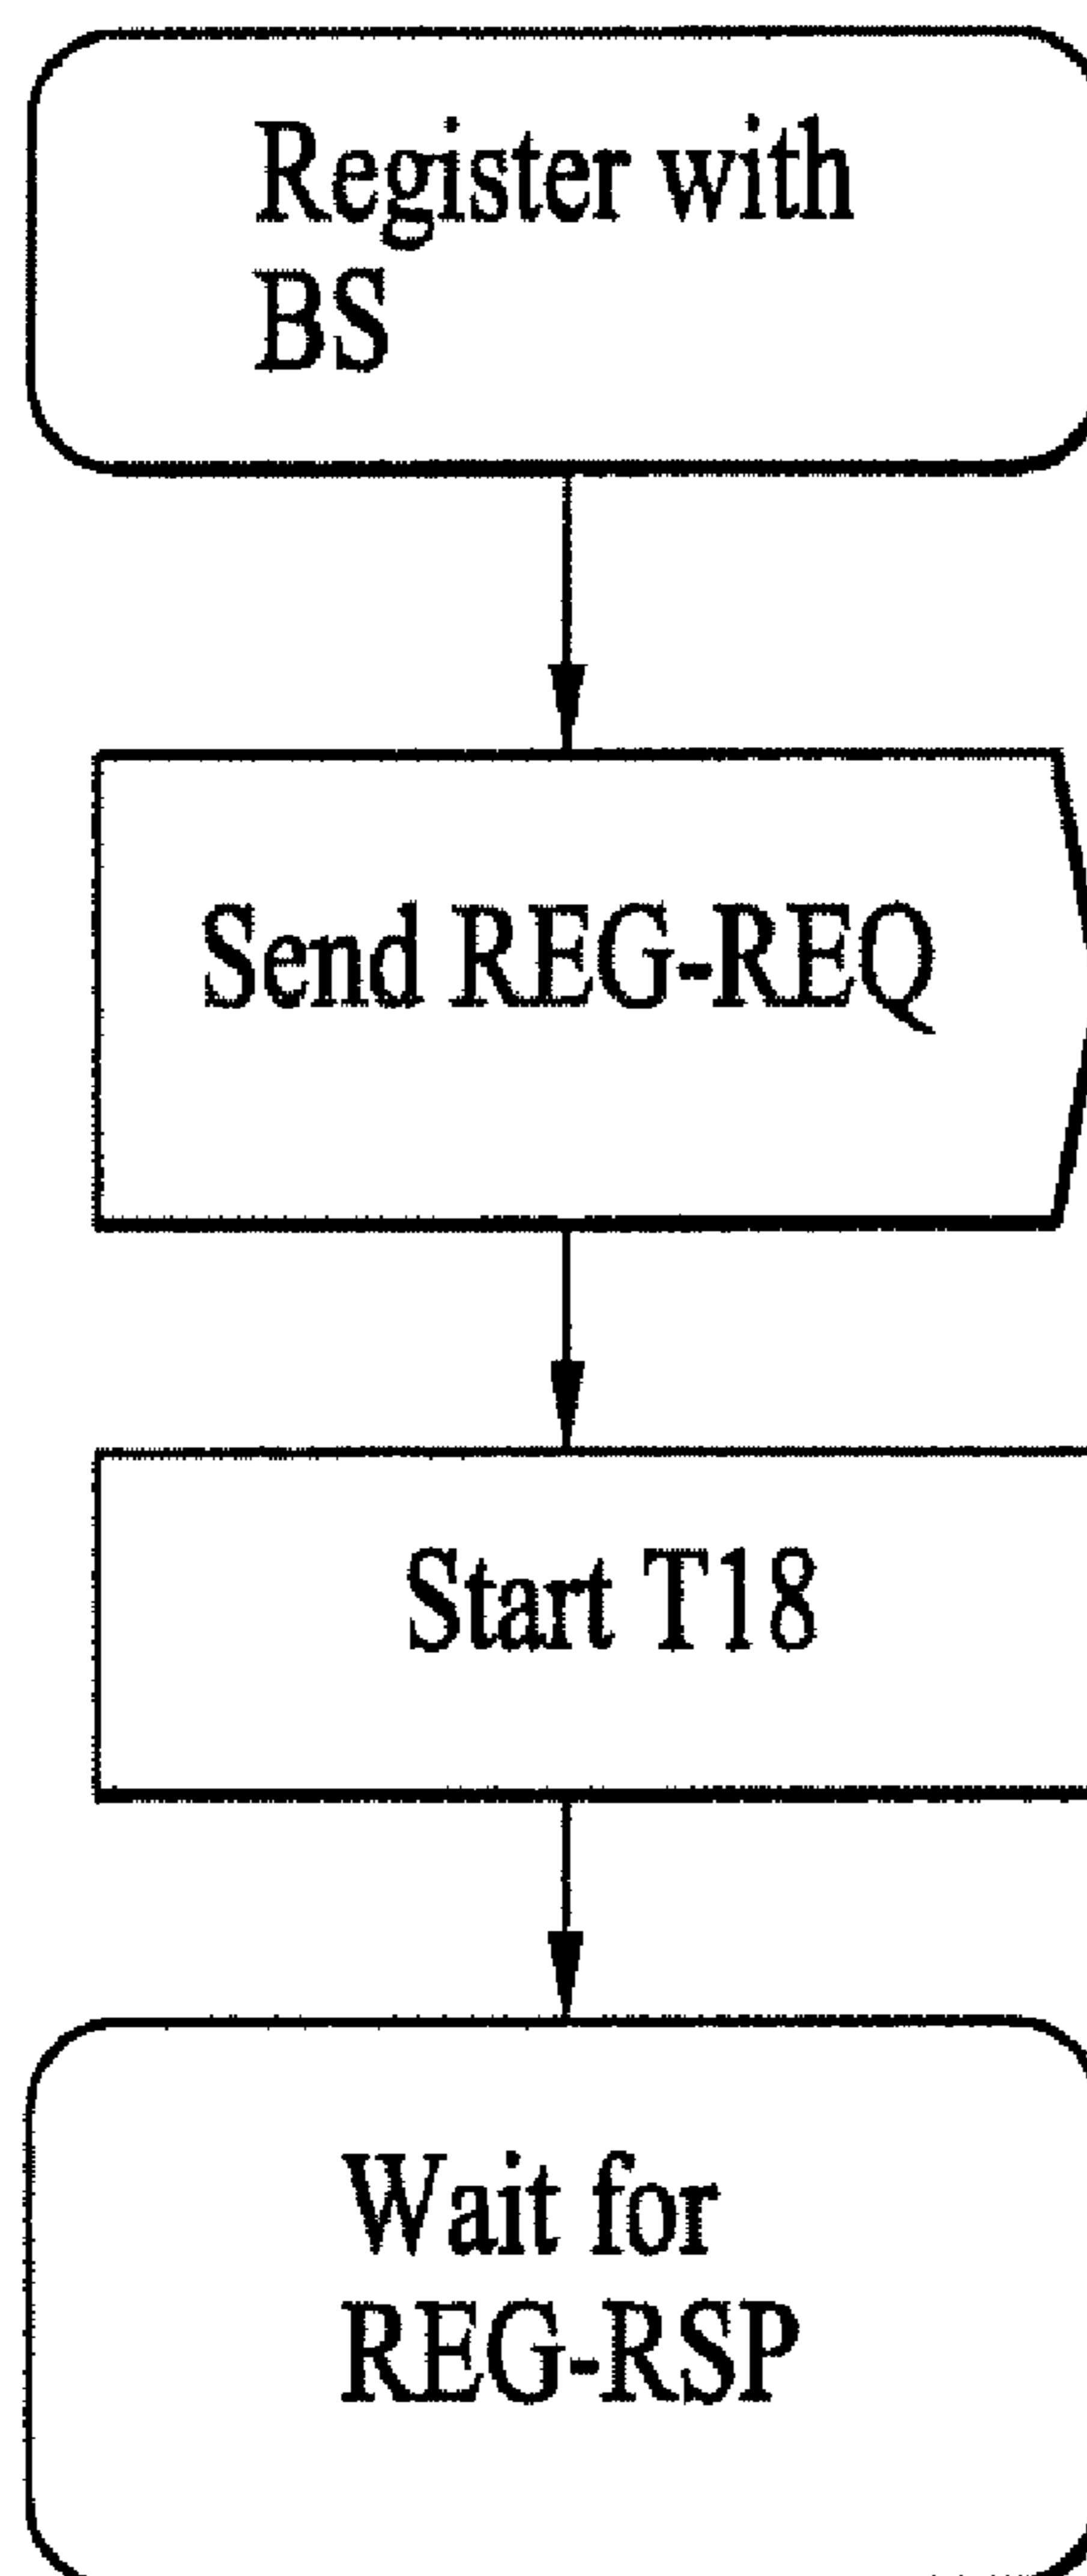 Register with
BS
Send REG-REQ
Start T18
Wait for
REG-RSP